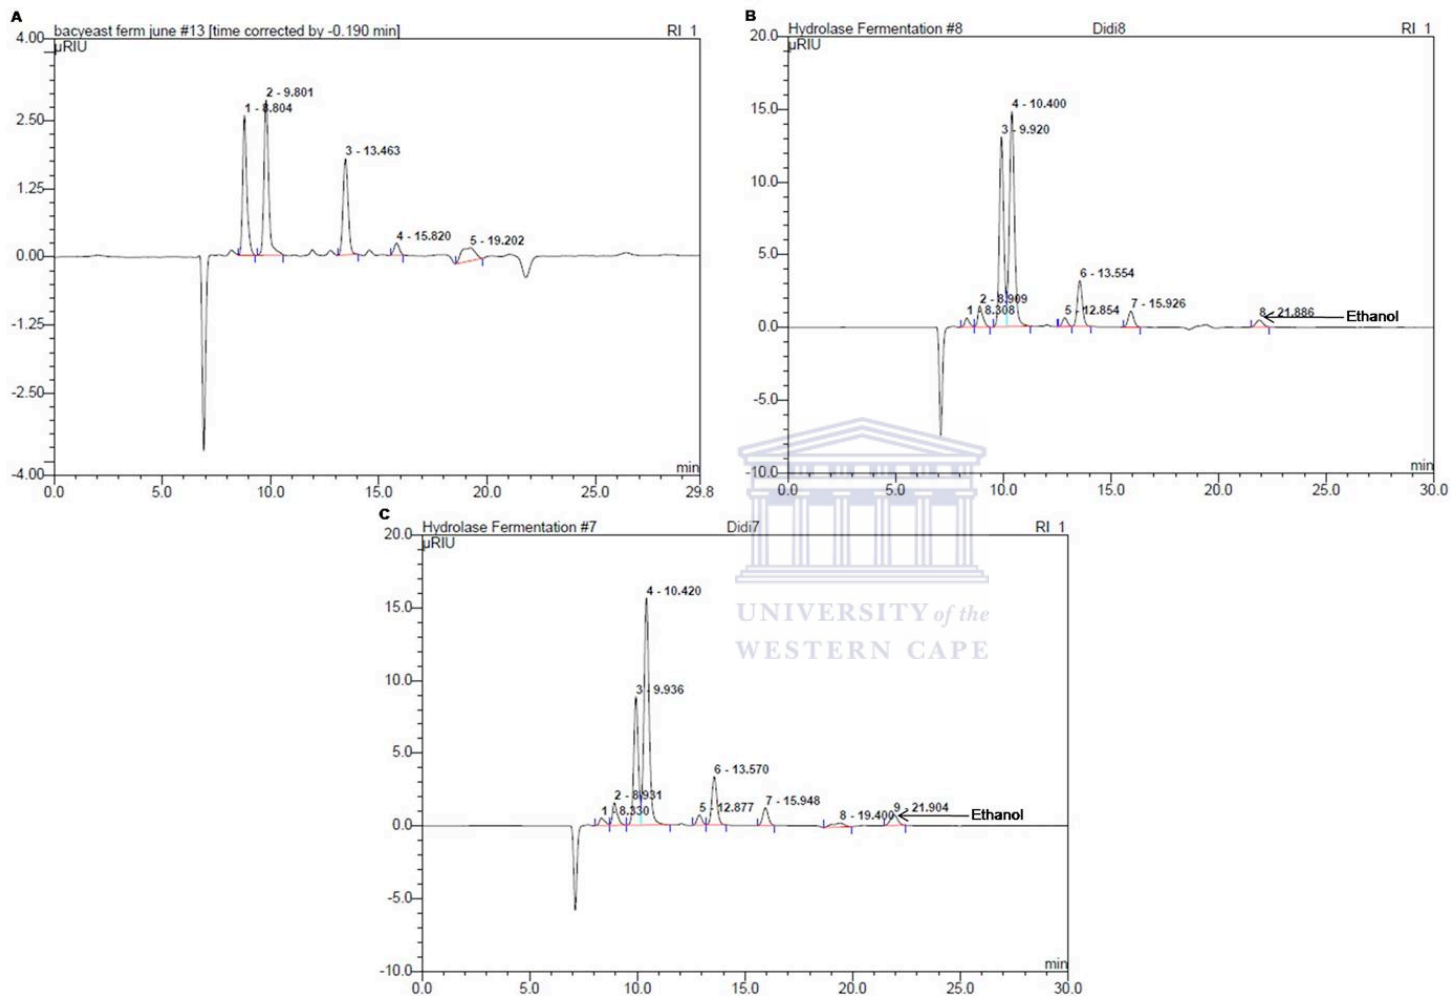 A
bacyeast ferm june #13 [time corrected by -0.190 min]
RI 1
4.00
µRIU
2.50
1.25
0.00
-1.25
-2.50
-4.00
1 - 8.804
2 - 9.801
3 - 13.463
4 - 15.820
5 - 19.202
min
0.0 5.0 10.0 15.0 20.0 25.0 29.8
B
Hydrolase Fermentation #8 Didi8 RI 1
20.0
µRIU
15.0
10.0
5.0
0.0
-5.0
-10.0
4 - 10.400
3 - 9.920
2 - 8.909
1 - 8.308
5 - 12.854
6 - 13.554
7 - 15.926
8 - 21.886
Ethanol
min
0.0 5.0 10.0 15.0 20.0 25.0 30.0
UNIVERSITY of the
WESTERN CAPE
C
Hydrolase Fermentation #7 Didi7 RI 1
20.0
µRIU
15.0
10.0
5.0
0.0
-5.0
-10.0
4 - 10.420
3 - 9.936
2 - 8.931
1 - 8.330
5 - 12.877
6 - 13.570
7 - 15.948
8 - 19.400
9 - 21.904
Ethanol
min
0.0 5.0 10.0 15.0 20.0 25.0 30.0